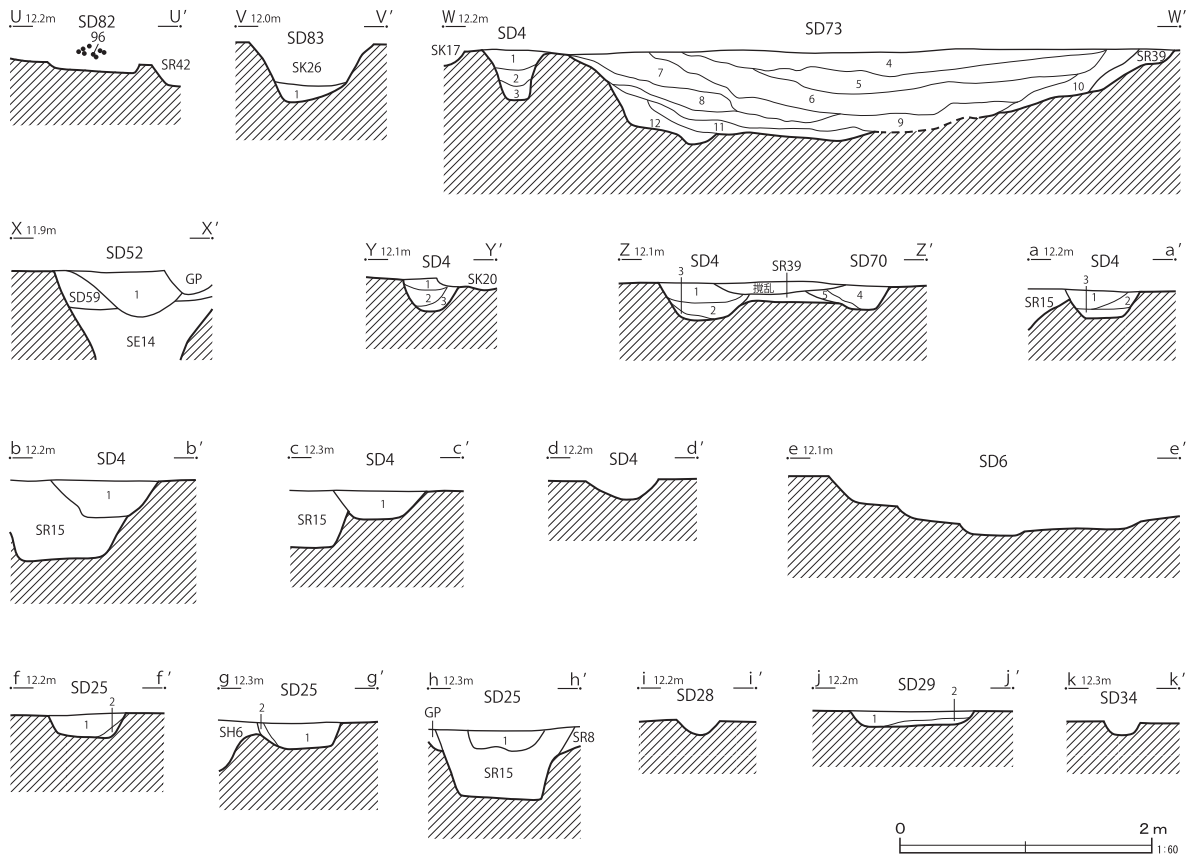 U 12.2m U′
SD82
96
SR42
V 12.0m V′
SD83
SK26
1
W 12.2m W′
SD4
SD73
SK17
SR39
1
2
3
4
5
6
7
8
9
10
11
12
X 11.9m X′
SD52
GP
SD59
1
SE14
Y 12.1m Y′
SD4
SK20
1
2 3
Z 12.1m Z′
SD4
SR39
SD70
3
1
撹乱
5
4
2
a 12.2m a′
SD4
3
SR15
1
2
b 12.2m b′
SD4
1
SR15
c 12.3m c′
SD4
1
SR15
d 12.2m d′
SD4
e 12.1m e′
SD6
f 12.2m f′
SD25
2
1
g 12.3m g′
SD25
2
SH6
1
h 12.3m h′
SD25
GP
1
SR8
SR15
i 12.2m i′
SD28
j 12.2m j′
SD29
2
1
k 12.3m k′
SD34
0 2 m
1:60